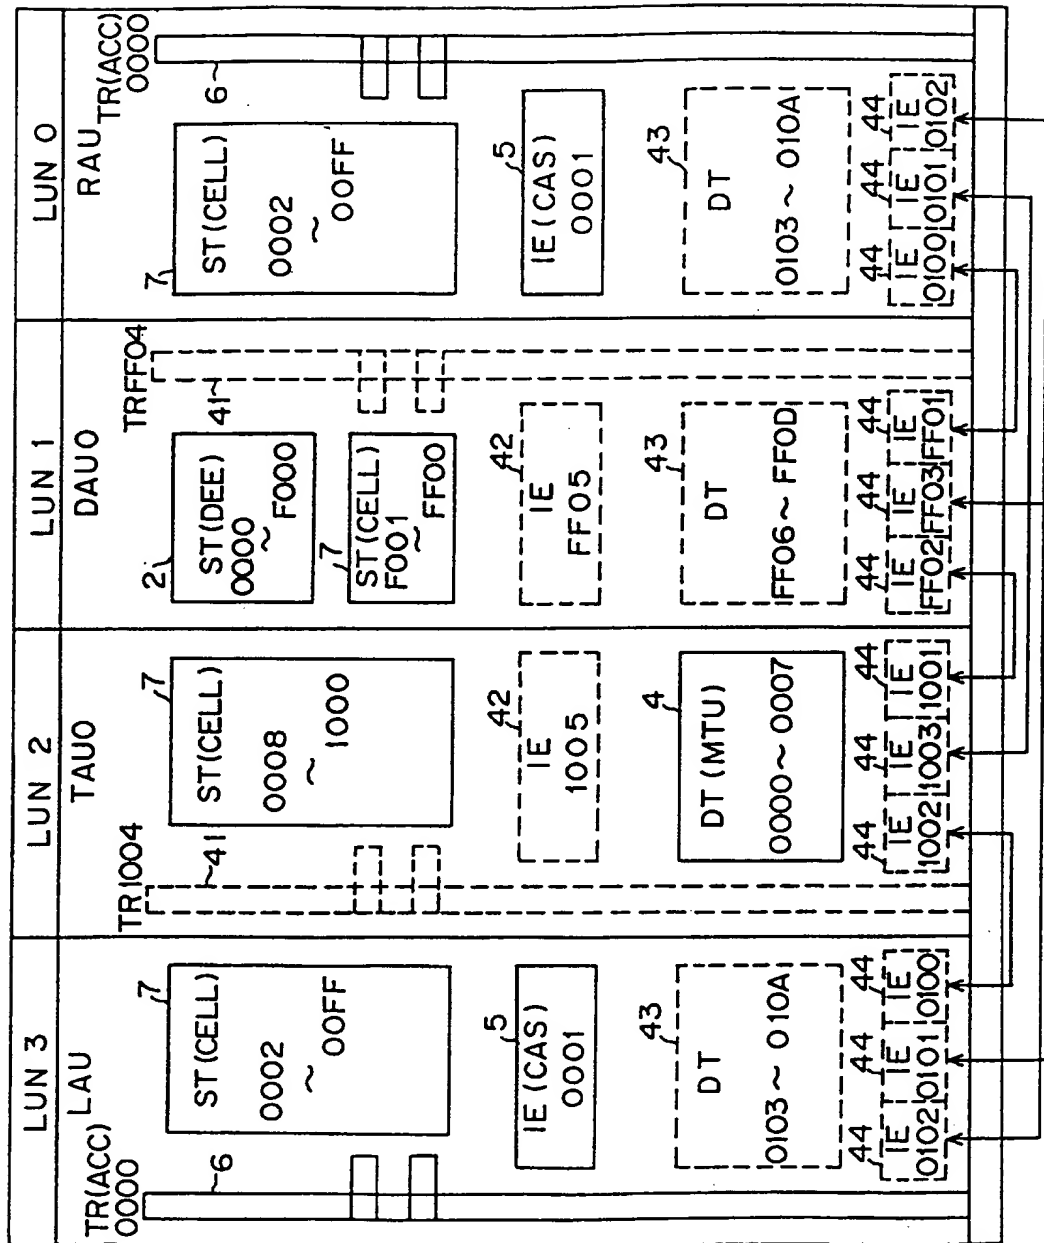 LUN 3
LAU
TR(ACC)
0000
6
7
ST(CELL)
0002
~
00FF
5
IE(CAS)
0001
43
DT
0103~010A
44
44
44
IE
IE
IE
0102
0101
0100
LUN 2
TAU0
TR1004
41
7
ST(CELL)
0008
~
1000
42
IE
1005
4
DT(MTU)
0000~0007
44
44
44
IE
IE
IE
1002
1003
1001
LUN 1
DAU0
TRFF04
41
2
ST(DEE)
0000
~
F000
7
ST(CELL)
F001
~
FF00
42
IE
FF05
43
DT
FF06~FF0D
44
44
44
IE
IE
IE
FF02
FF03
FF01
LUN 0
RAU
TR(ACC)
0000
6
7
ST(CELL)
0002
~
00FF
5
IE(CAS)
0001
43
DT
0103~010A
44
44
44
IE
IE
IE
0100
0101
0102